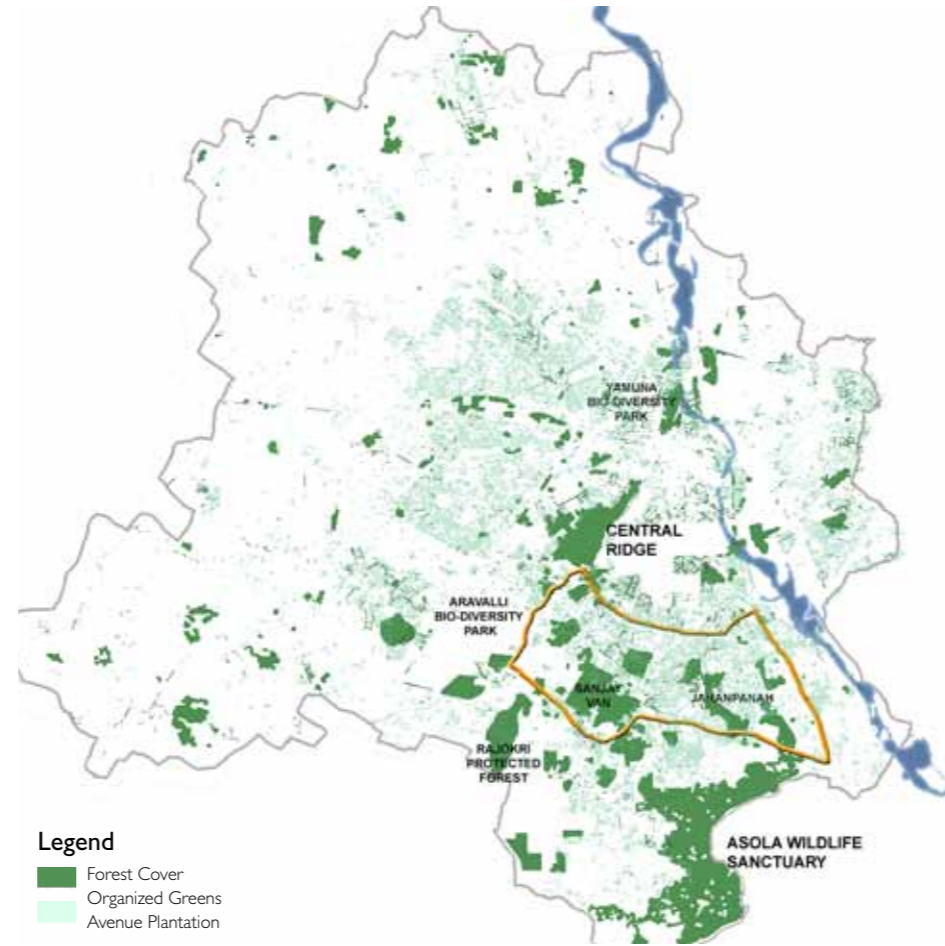 YAMUNA
BIO-DIVERSITY
PARK
CENTRAL
RIDGE
ARAVALLI
BIO-DIVERSITY
PARK
SANJAY
VAN
JAHANPANAH
RAJOKRI
PROTECTED
FOREST
ASOLA WILDLIFE
SANCTUARY
Legend
Forest Cover
Organized Greens
Avenue Plantation